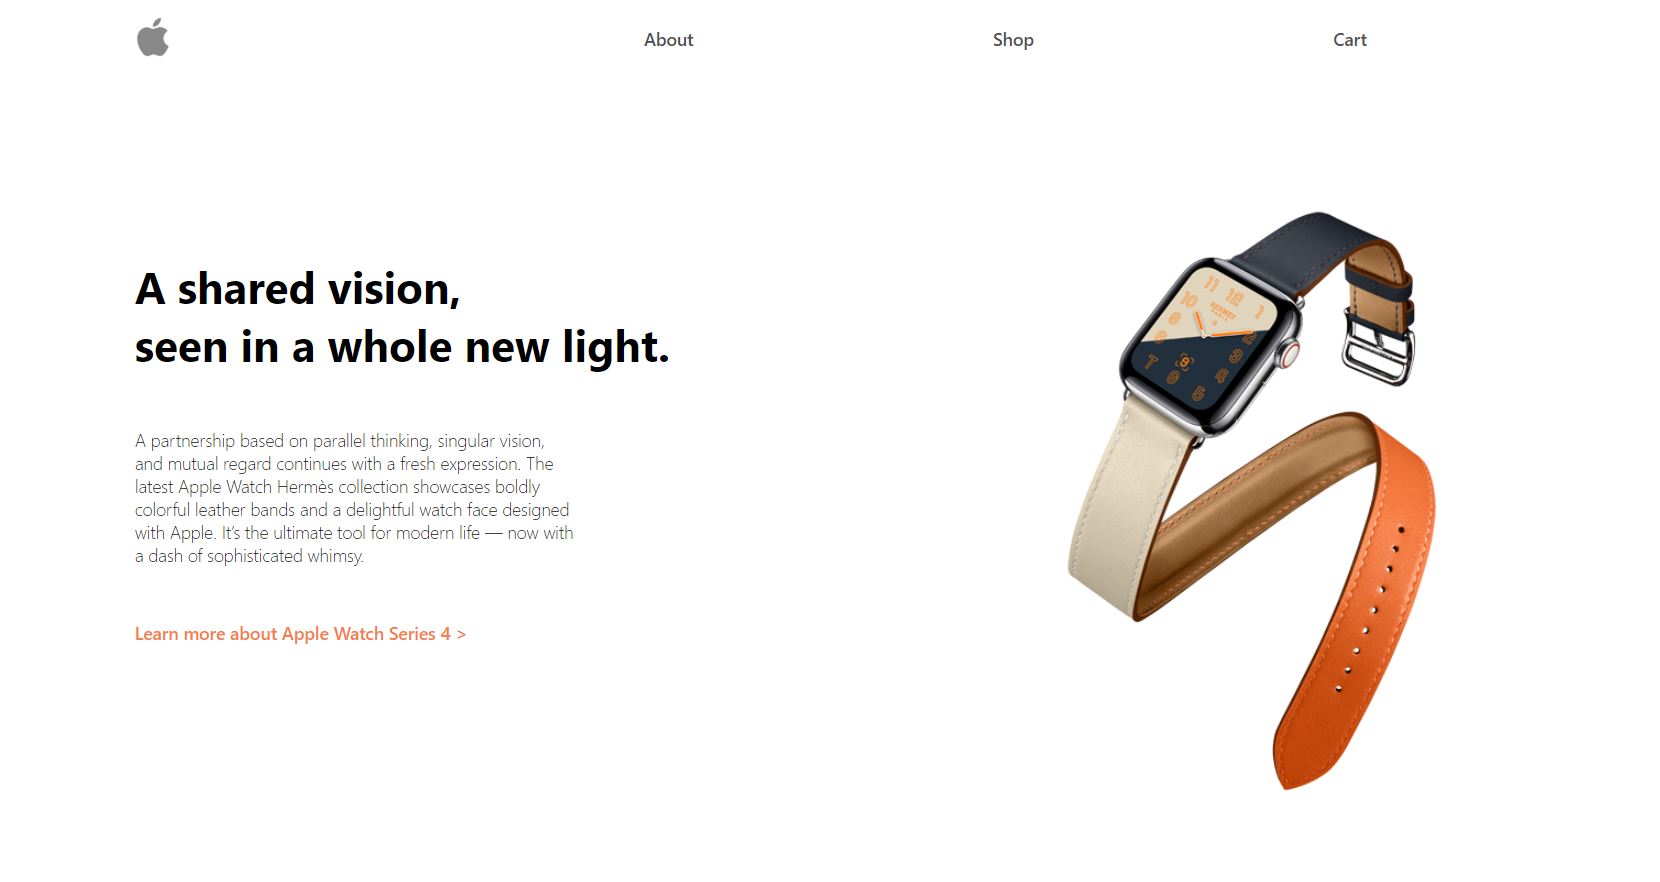 About
Shop
Cart
A shared vision,
seen in a whole new light.
A partnership based on parallel thinking, singular vision,
and mutual regard continues with a fresh expression. The
latest Apple Watch Hermès collection showcases boldly
colorful leather bands and a delightful watch face designed
with Apple. It’s the ultimate tool for modern life — now with
a dash of sophisticated whimsy.
Learn more about Apple Watch Series 4 >
11 12 1
10 2
9 3
8 4
7 6 5
HERMÈS
PARIS
9